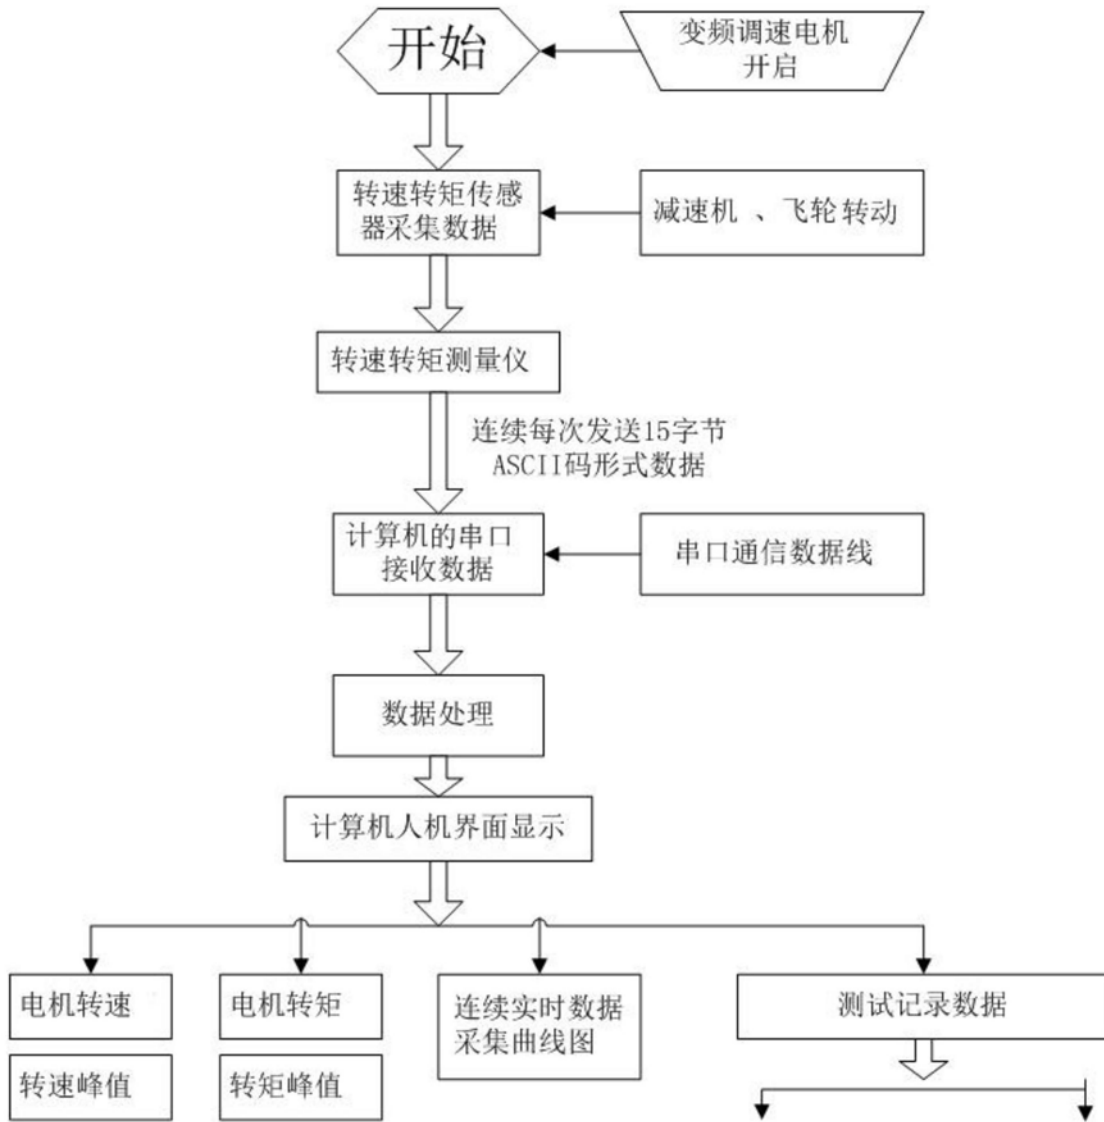 开始
变频调速电机
开启
转速转矩传感
器采集数据
减速机 、飞轮转动
转速转矩测量仪
连续每次发送15字节
ASCII码形式数据
计算机的串口
接收数据
串口通信数据线
数据处理
计算机人机界面显示
电机转速
电机转矩
连续实时数据
采集曲线图
测试记录数据
转速峰值
转矩峰值